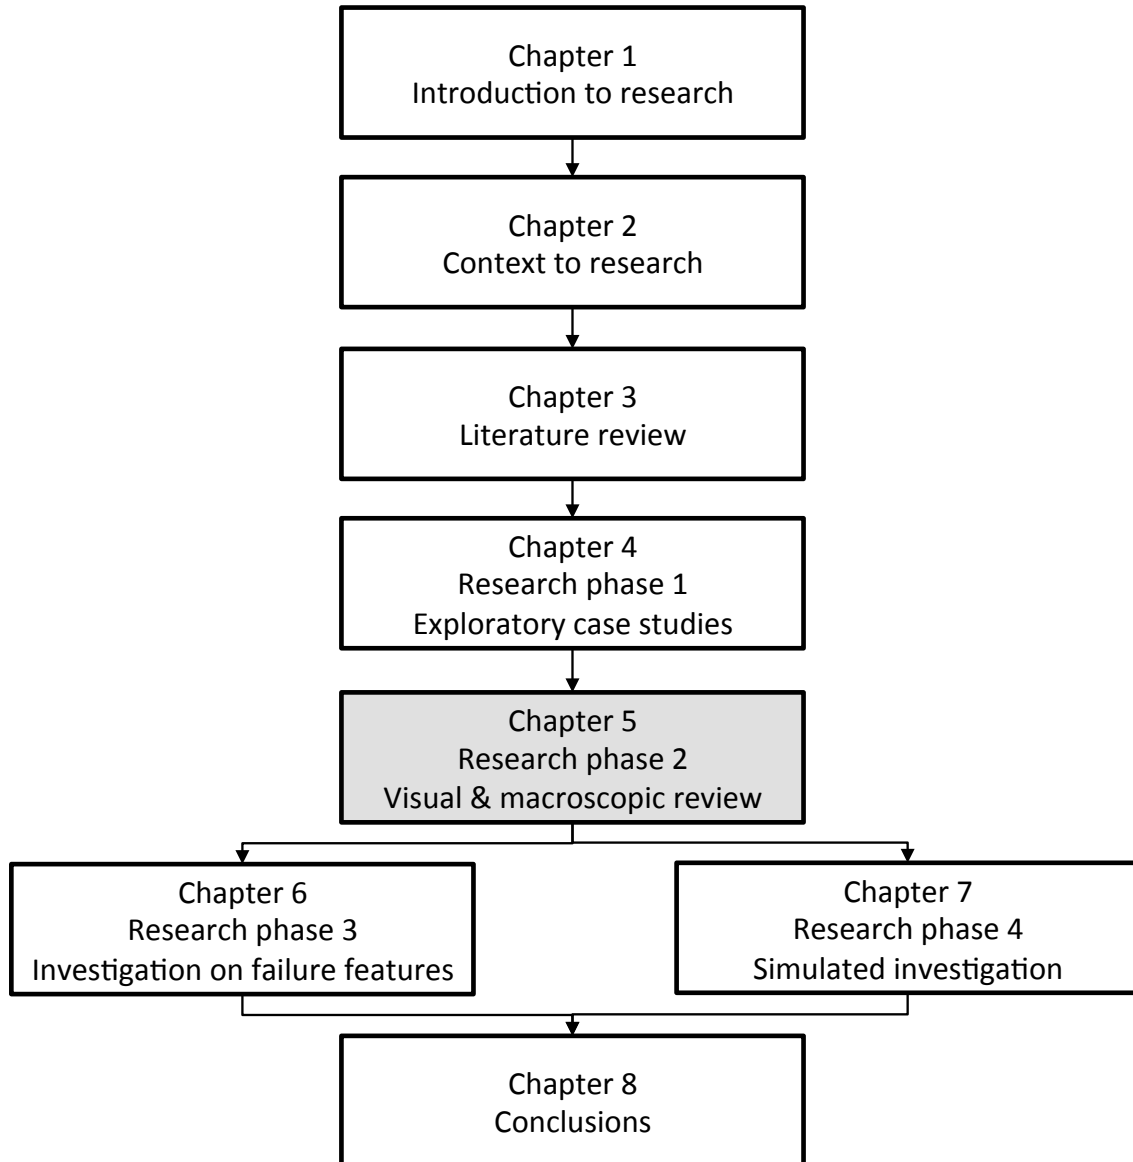 Chapter 1
Introduction to research
Chapter 2
Context to research
Chapter 3
Literature review
Chapter 4
Research phase 1
Exploratory case studies
Chapter 5
Research phase 2
Visual & macroscopic review
Chapter 6
Research phase 3
Investigation on failure features
Chapter 7
Research phase 4
Simulated investigation
Chapter 8
Conclusions